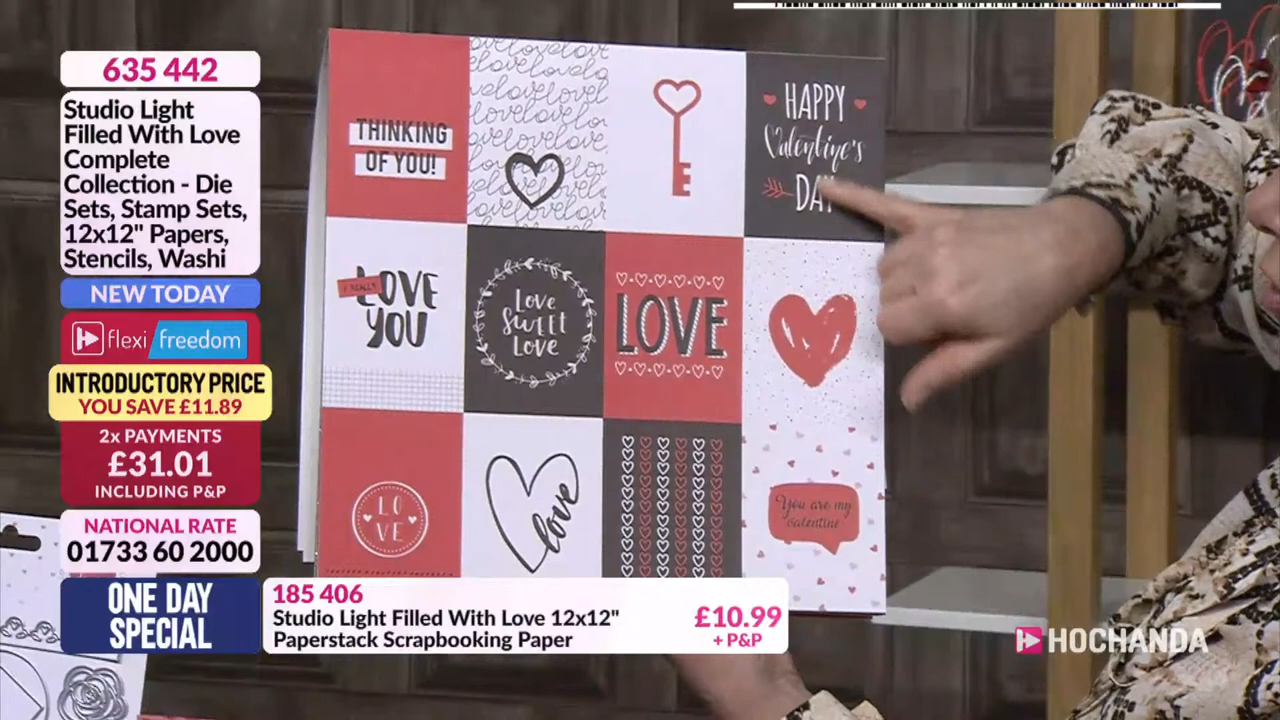 635 442
Studio Light
Filled With Love
Complete
Collection - Die
Sets, Stamp Sets,
12x12" Papers,
Stencils, Washi
NEW TODAY
flexi freedom
INTRODUCTORY PRICE
YOU SAVE £11.89
2x PAYMENTS
£31.01
INCLUDING P&P
NATIONAL RATE
01733 60 2000
ONE DAY
SPECIAL
185 406
Studio Light Filled With Love 12x12"
Paperstack Scrapbooking Paper
£10.99
+ P&P
HOCHANDA
THINKING
OF YOU!
HAPPY
Valentine's
DAY
I REALLY
LOVE
YOU
Love
Sweet
Love
LOVE
LO
VE
love
You are my
valentine